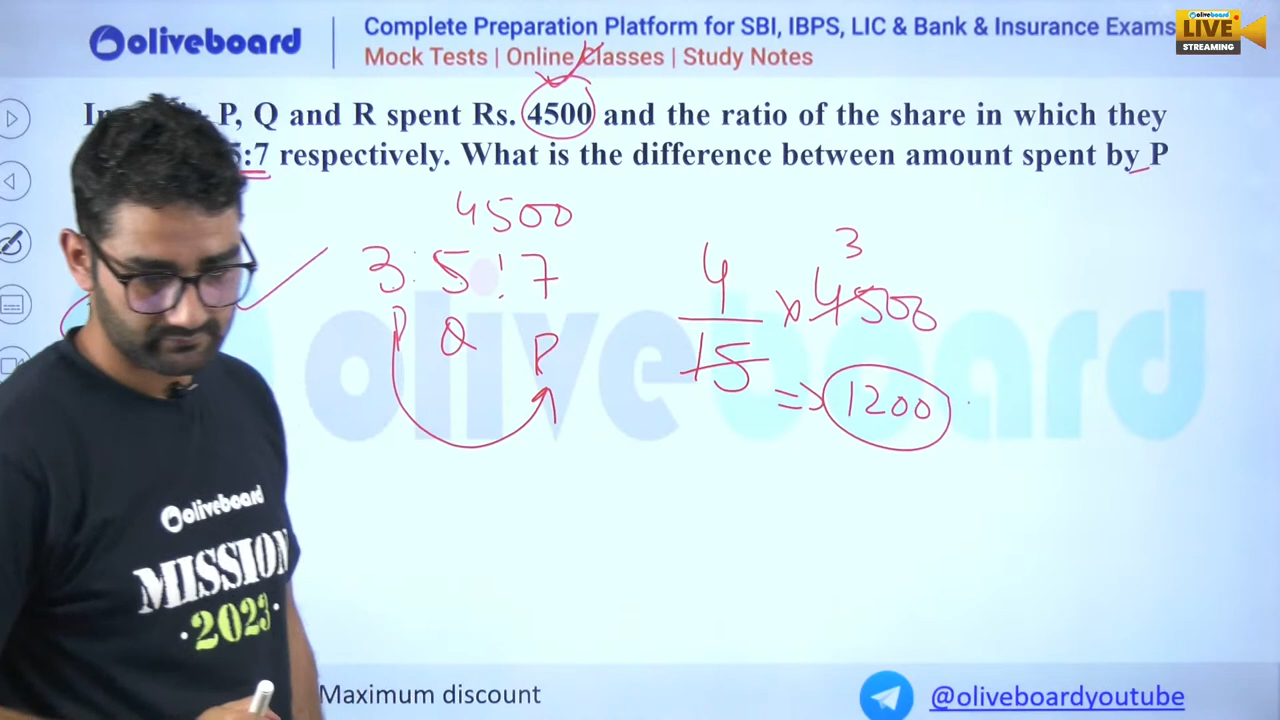 oliveboard
Complete Preparation Platform for SBI, IBPS, LIC & Bank & Insurance Exams
Mock Tests | Online Classes | Study Notes
oliveboard
LIVE
STREAMING
P, Q and R spent Rs. 4500 and the ratio of the share in which they
5:7 respectively. What is the difference between amount spent by P
4500
3 : 5 : 7
P Q R
4/15 × 4500
3
=> 1200
oliveboard
oliveboard
MISSION
2023
Maximum discount
@oliveboardyoutube